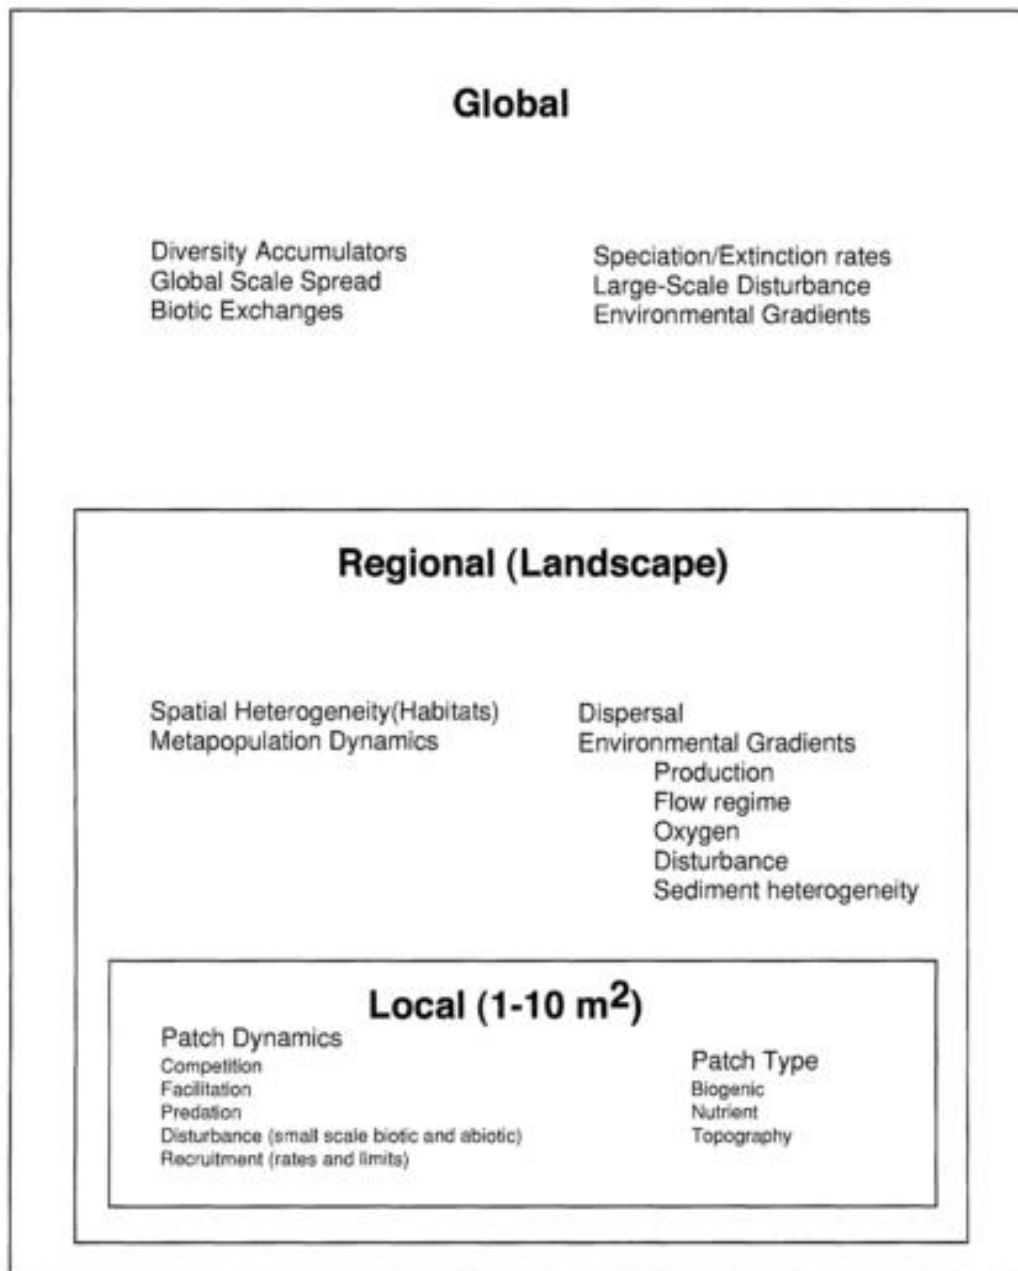 Global
Diversity Accumulators
Global Scale Spread
Biotic Exchanges
Speciation/Extinction rates
Large-Scale Disturbance
Environmental Gradients
Regional (Landscape)
Spatial Heterogeneity(Habitats)
Metapopulation Dynamics
Dispersal
Environmental Gradients
Production
Flow regime
Oxygen
Disturbance
Sediment heterogeneity
Local (1-10 m²)
Patch Dynamics
Competition
Facilitation
Predation
Disturbance (small scale biotic and abiotic)
Recruitment (rates and limits)
Patch Type
Biogenic
Nutrient
Topography